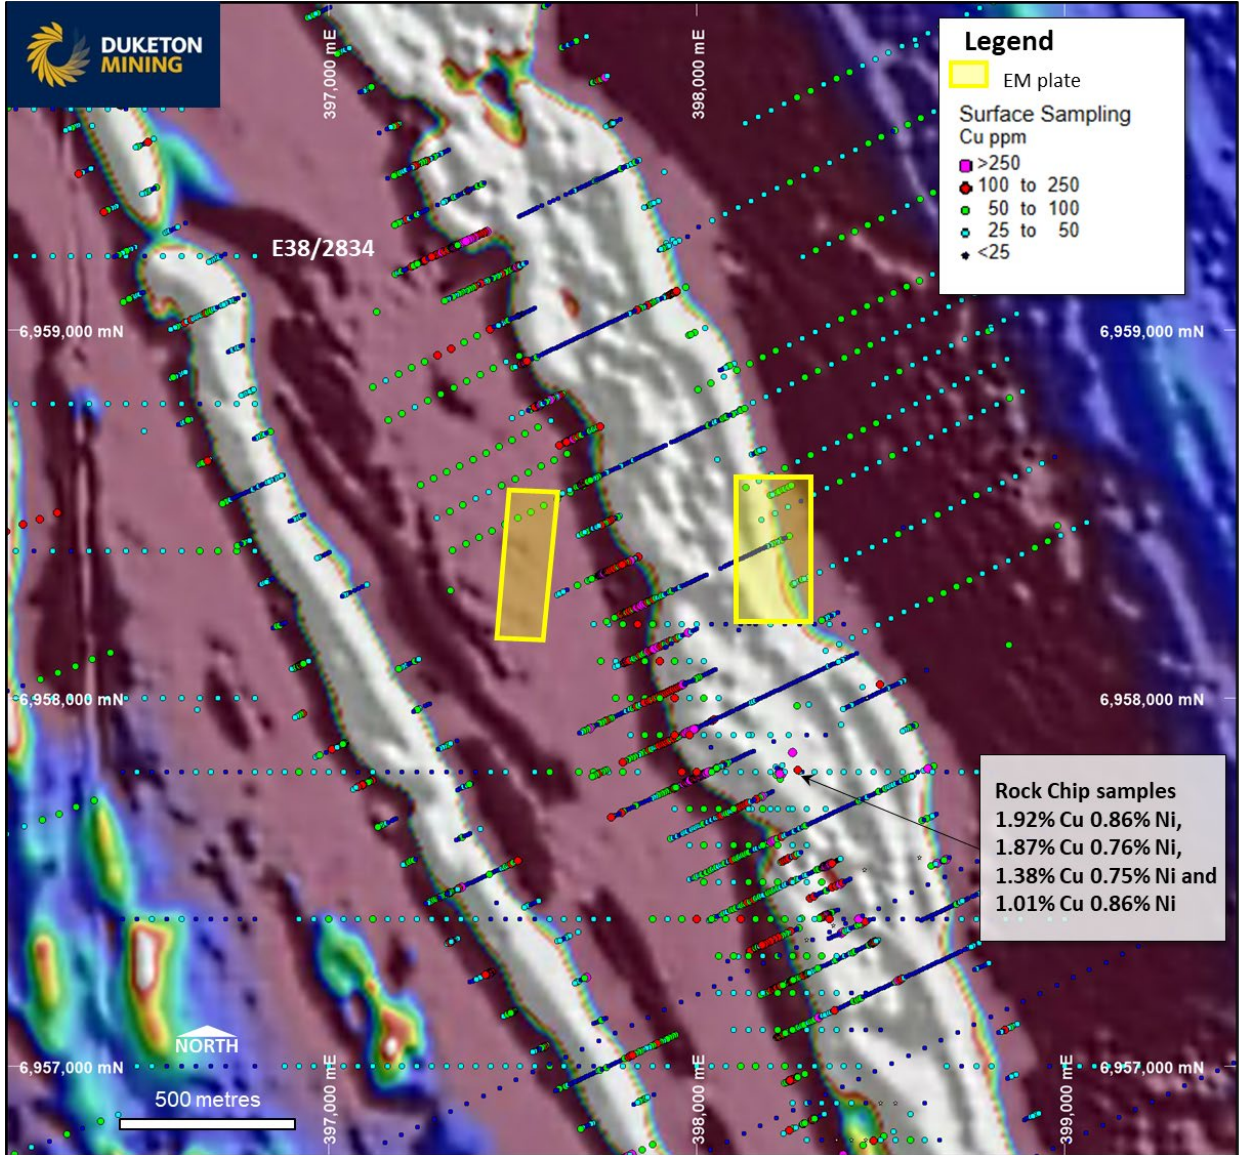 DUKETON
MINING
397,000 mE
398,000 mE
Legend
EM plate
Surface Sampling
Cu ppm
>250
100 to 250
50 to 100
25 to 50
<25
E38/2834
6,959,000 mN
6,959,000 mN
6,958,000 mN
6,958,000 mN
Rock Chip samples
1.92% Cu 0.86% Ni,
1.87% Cu 0.76% Ni,
1.38% Cu 0.75% Ni and
1.01% Cu 0.86% Ni
NORTH
6,957,000 mN
6,957,000 mN
500 metres
397,000 mE
398,000 mE
399,000 mE